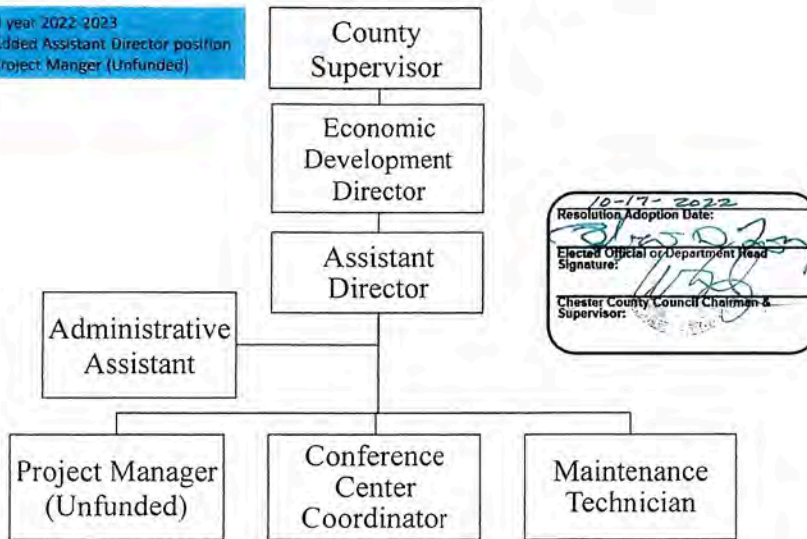 year 2022-2023
dded Assistant Director position
roject Manger (Unfunded)
County
Supervisor
Economic
Development
Director
Assistant
Director
Administrative
Assistant
10-17-2022
Resolution Adoption Date:
Elected Official or Department Head
Signature:
Chester County Council Chairman &
Supervisor:
Project Manager
(Unfunded)
Conference
Center
Coordinator
Maintenance
Technician